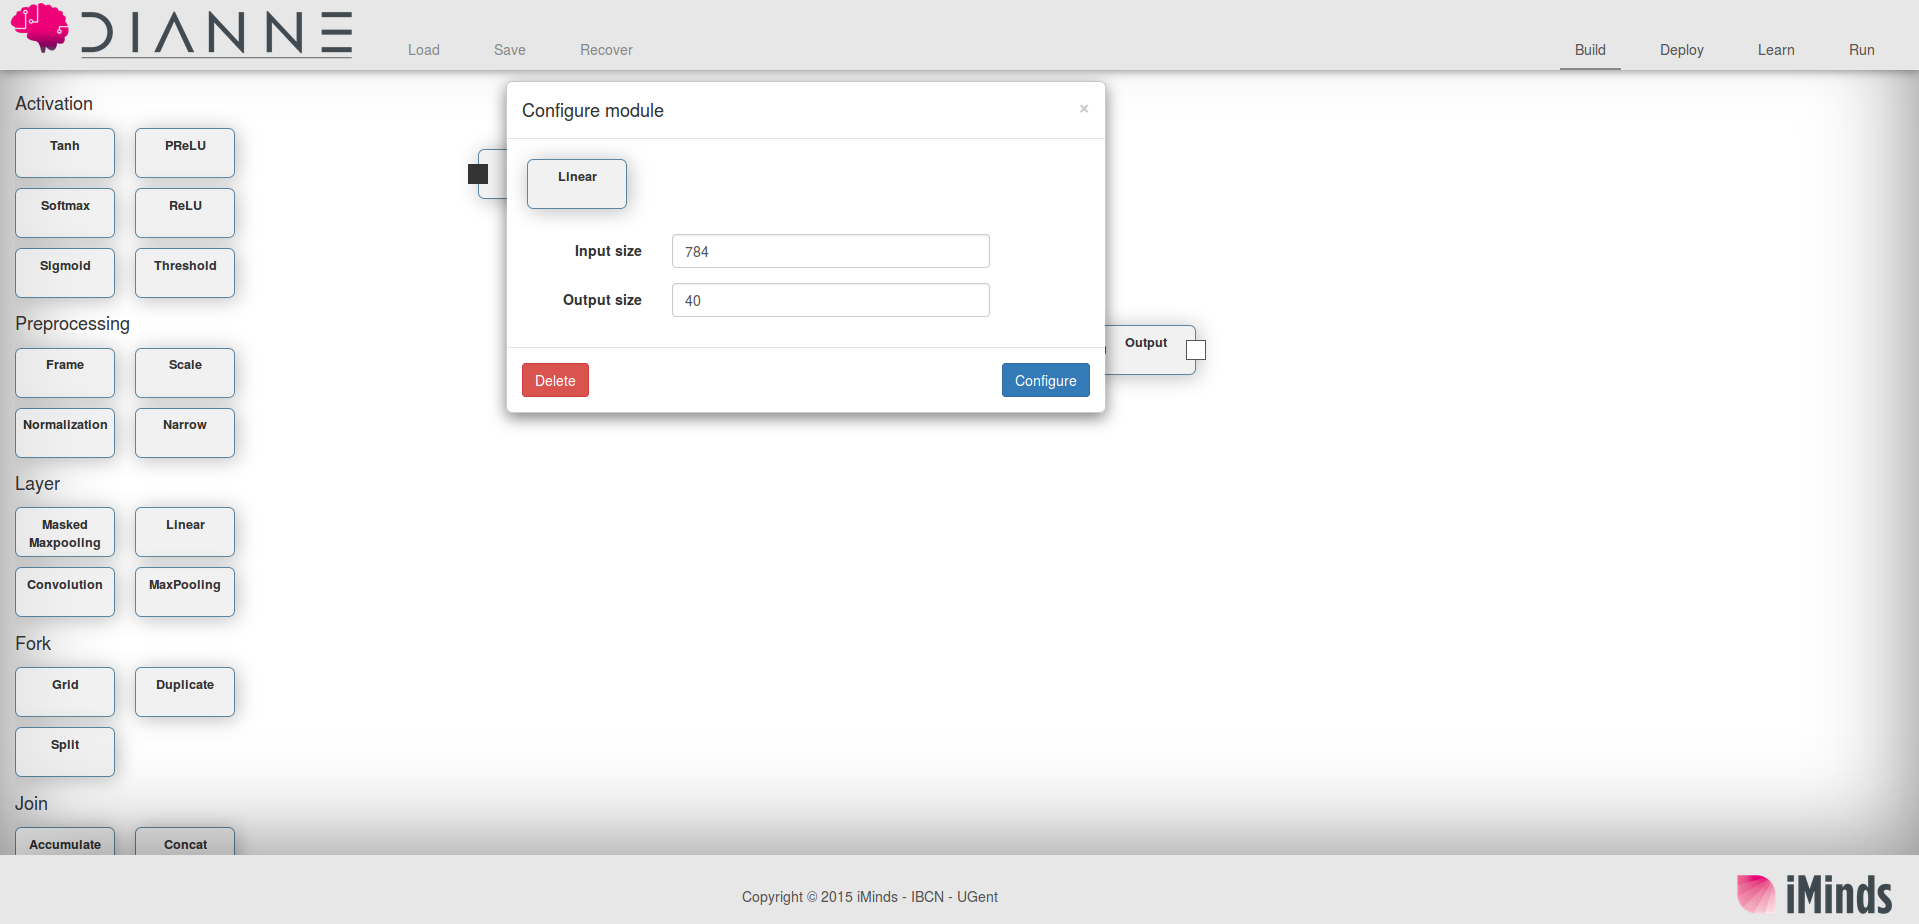 DIANNE
Load Save Recover Build Deploy Learn Run
Activation
Tanh PReLU
Softmax ReLU
Sigmoid Threshold
Preprocessing
Frame Scale
Normalization Narrow
Layer
Masked Maxpooling Linear
Convolution MaxPooling
Fork
Grid Duplicate
Split
Join
Accumulate Concat
Configure module ×
Linear
Input size 784
Output size 40
Delete Configure
Output
Copyright © 2015 iMinds - IBCN - UGent
iMinds